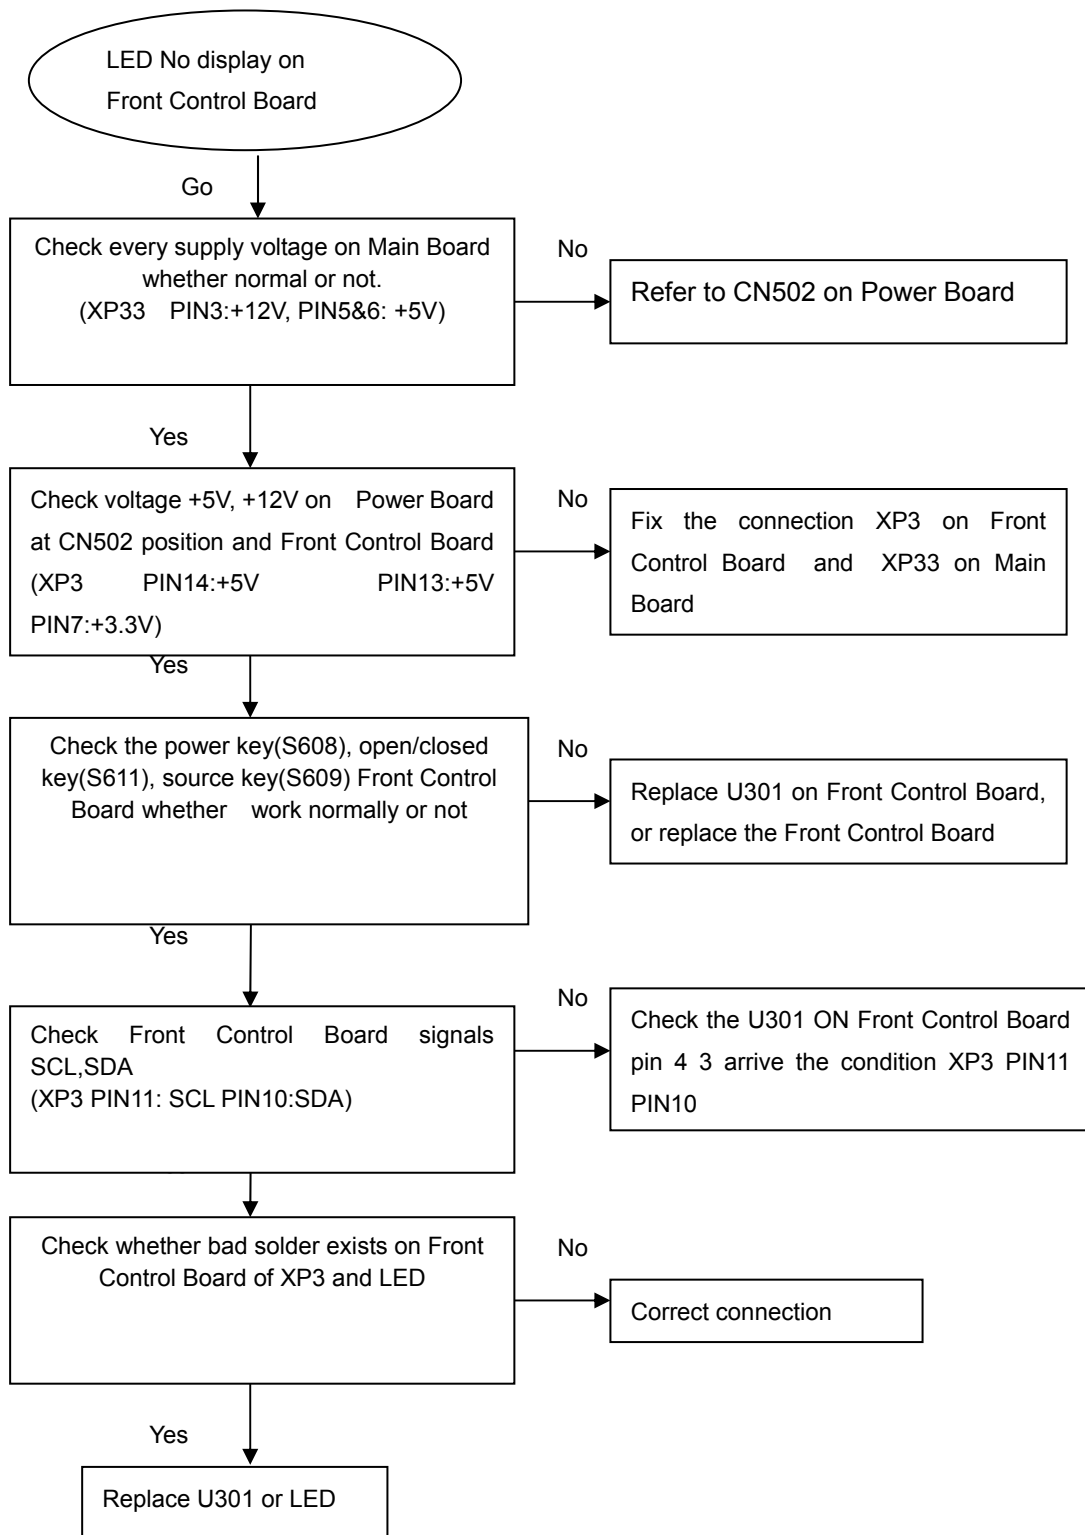 LED No display on
Front Control Board
Go
Check every supply voltage on Main Board
whether normal or not.
(XP33 PIN3:+12V, PIN5&6: +5V)
No
Refer to CN502 on Power Board
Yes
Check voltage +5V, +12V on Power Board
at CN502 position and Front Control Board
(XP3 PIN14:+5V PIN13:+5V
PIN7:+3.3V)
No
Fix the connection XP3 on Front
Control Board and XP33 on Main
Board
Yes
Check the power key(S608), open/closed
key(S611), source key(S609) Front Control
Board whether work normally or not
No
Replace U301 on Front Control Board,
or replace the Front Control Board
Yes
Check Front Control Board signals
SCL,SDA
(XP3 PIN11: SCL PIN10:SDA)
No
Check the U301 ON Front Control Board
pin 4 3 arrive the condition XP3 PIN11
PIN10
Check whether bad solder exists on Front
Control Board of XP3 and LED
No
Correct connection
Yes
Replace U301 or LED